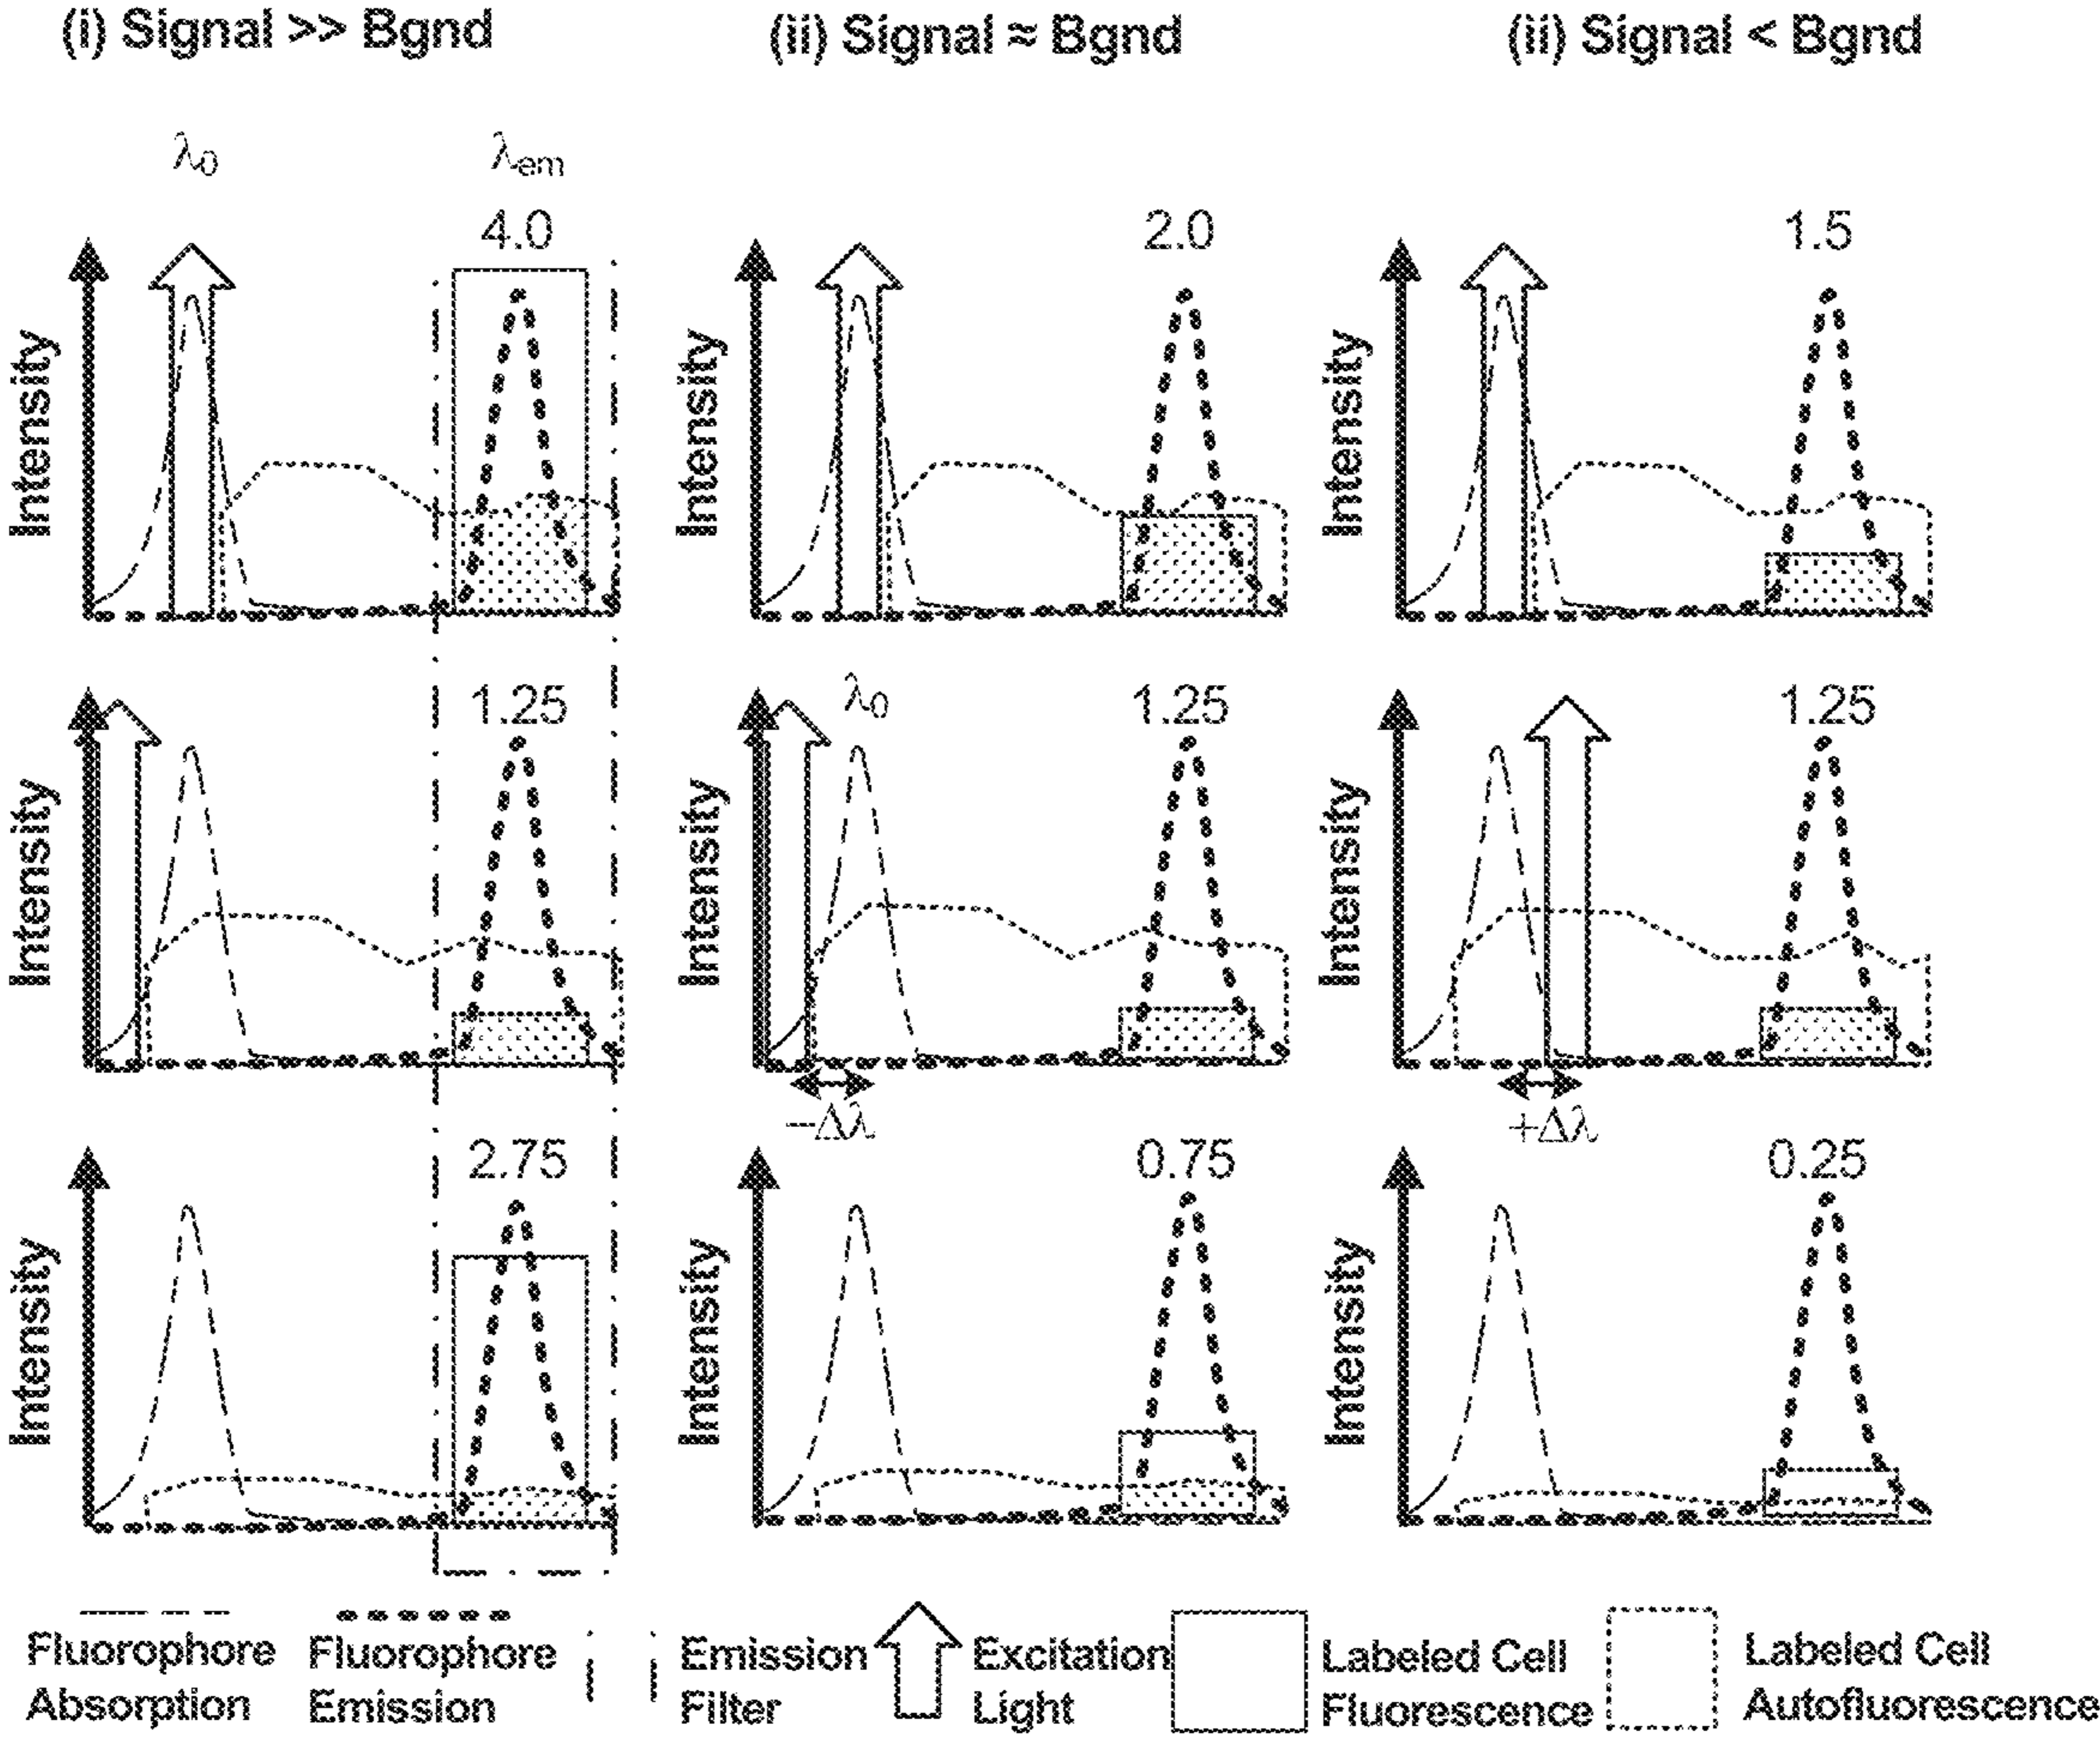 (i) Signal >> Bgnd
(ii) Signal ≈ Bgnd
(ii) Signal < Bgnd
λ0
λem
4.0
2.0
1.5
Intensity
Intensity
Intensity
λ0
1.25
1.25
1.25
Intensity
Intensity
Intensity
−Δλ
+Δλ
2.75
0.75
0.25
Intensity
Intensity
Intensity
Fluorophore
Absorption
Fluorophore
Emission
Emission
Filter
Excitation
Light
Labeled Cell
Fluorescence
Labeled Cell
Autofluorescence